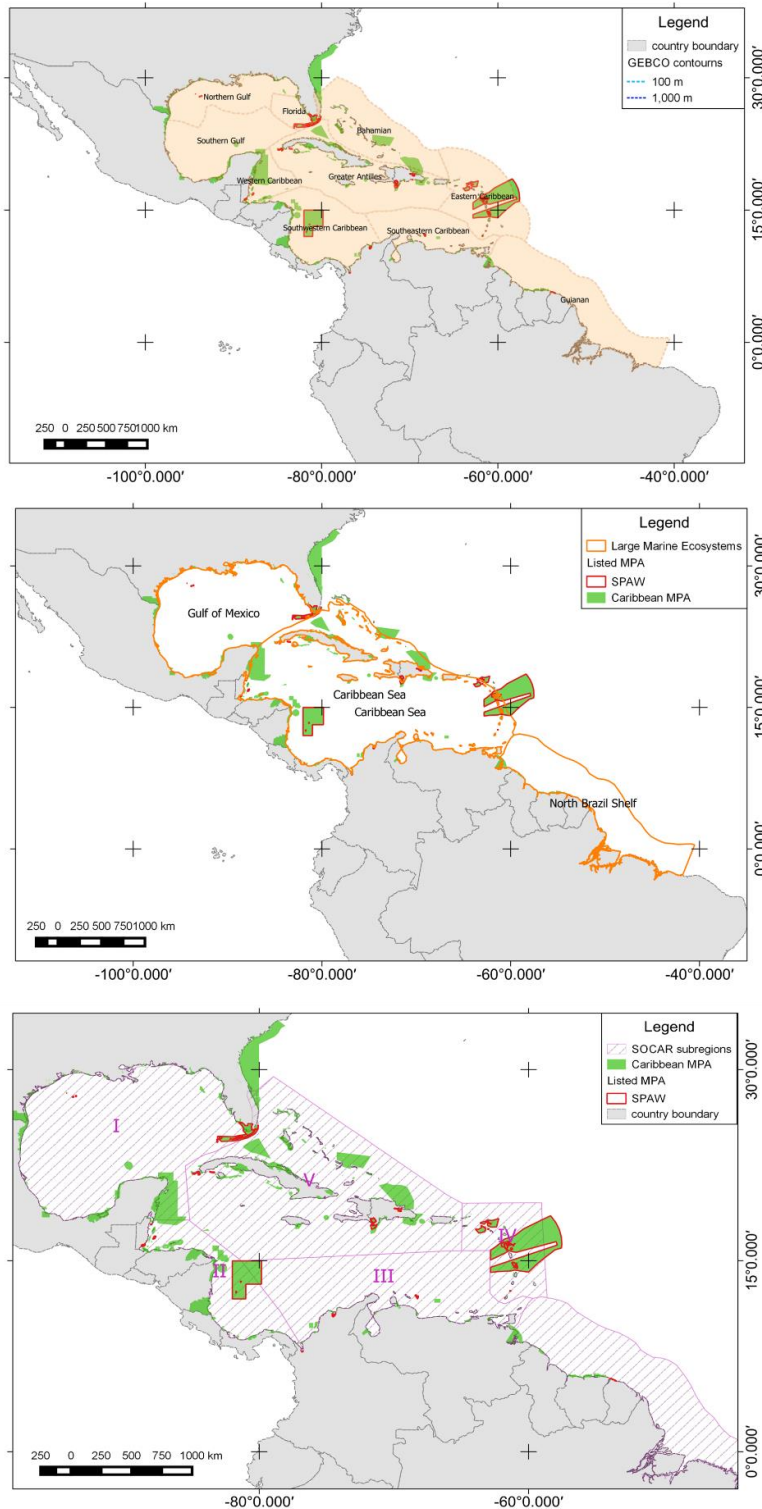 Legend
country boundary
GEBCO contourns
100 m
1,000 m
Northern Gulf
Florida
Southern Gulf
Bahamian
Western Caribbean
Greater Antilles
Eastern Caribbean
Southwestern Caribbean
Southeastern Caribbean
Guianan
30°0.000′
15°0.000′
0°0.000′
250 0 250 500 750 1000 km
-100°0.000′ -80°0.000′ -60°0.000′ -40°0.000′
Legend
Large Marine Ecosystems
Listed MPA
SPAW
Caribbean MPA
Gulf of Mexico
Caribbean Sea
Caribbean Sea
North Brazil Shelf
30°0.000′
15°0.000′
0°0.000′
250 0 250 500 750 1000 km
-100°0.000′ -80°0.000′ -60°0.000′ -40°0.000′
Legend
SOCAR subregions
Caribbean MPA
Listed MPA
SPAW
country boundary
I
V
IV
II
III
30°0.000′
15°0.000′
0°0.000′
250 0 250 500 750 1000 km
-80°0.000′ -60°0.000′